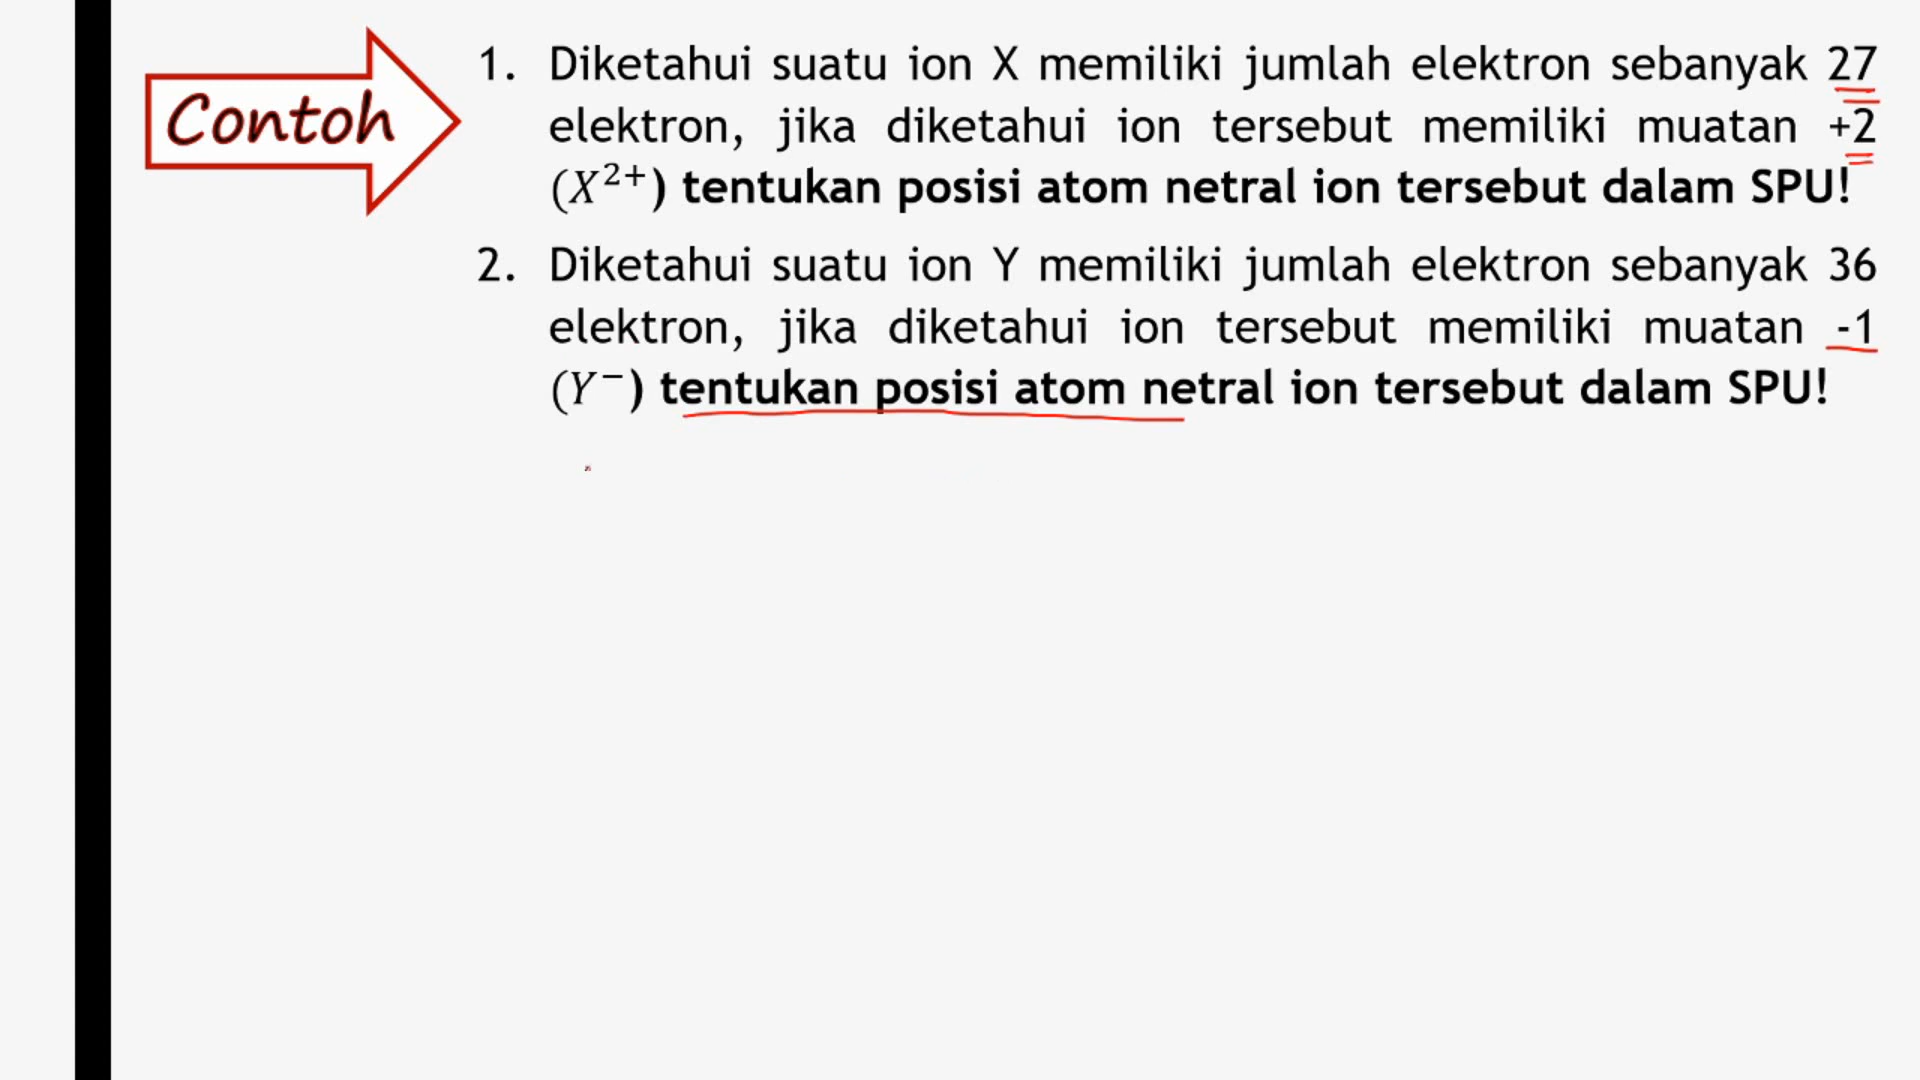 Contoh
1. Diketahui suatu ion X memiliki jumlah elektron sebanyak 27
elektron, jika diketahui ion tersebut memiliki muatan +2
(X²⁺) tentukan posisi atom netral ion tersebut dalam SPU!
2. Diketahui suatu ion Y memiliki jumlah elektron sebanyak 36
elektron, jika diketahui ion tersebut memiliki muatan -1
(Y⁻) tentukan posisi atom netral ion tersebut dalam SPU!